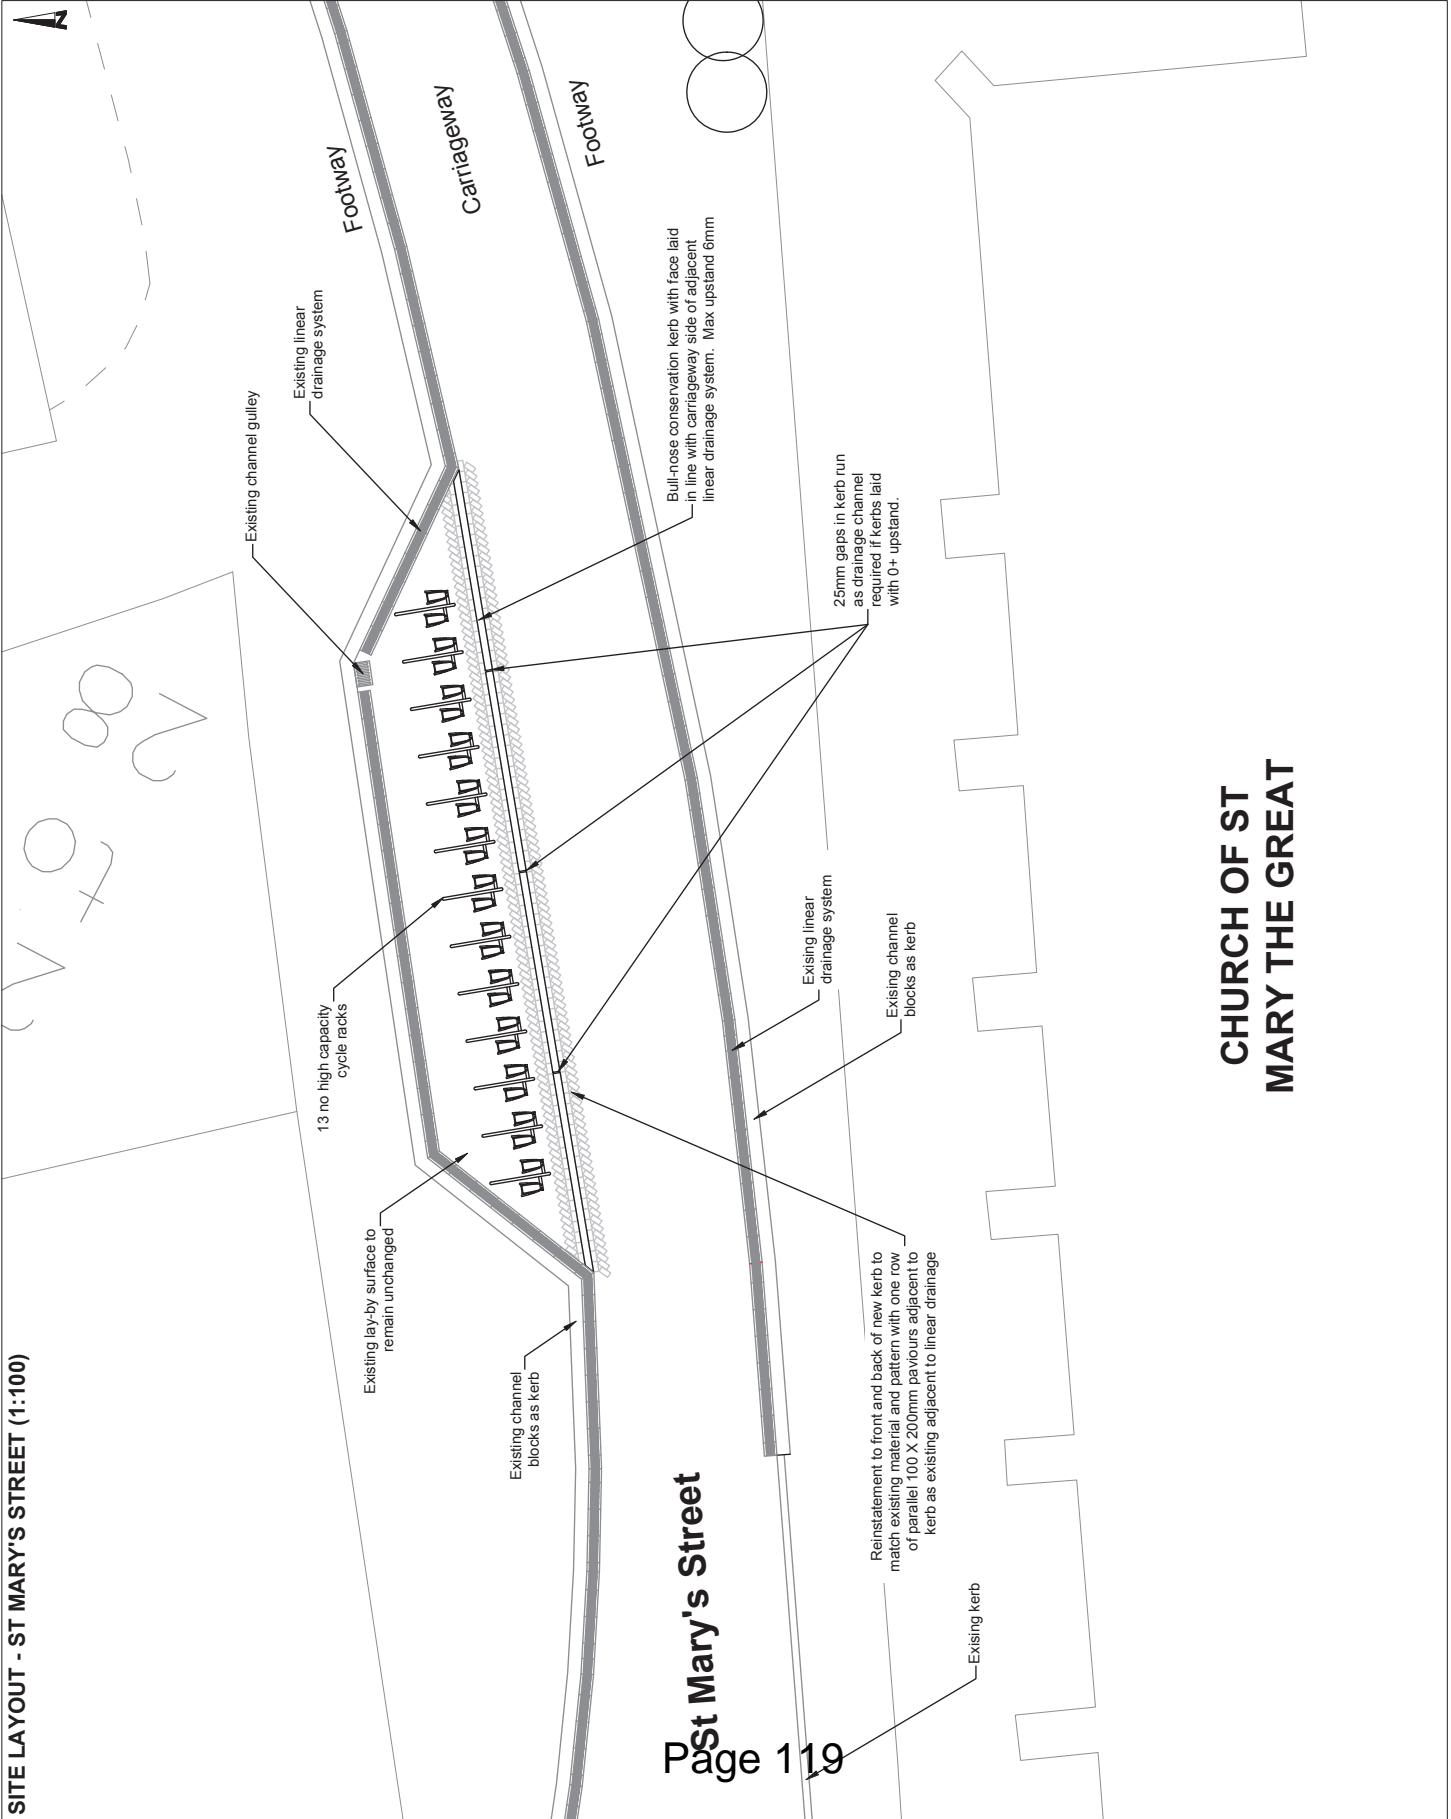 SITE LAYOUT - ST MARY'S STREET (1:100)
N
Footway
Carriageway
Footway
Existing channel gulley
Existing linear
drainage system
13 no high capacity
cycle racks
Existing lay-by surface to
remain unchanged
Existing channel
blocks as kerb
Bull-nose conservation kerb with face laid
in line with carriageway side of adjacent
linear drainage system. Max upstand 6mm
25mm gaps in kerb run
as drainage channel
required if kerbs laid
with 0+ upstand.
Exising linear
drainage system
Exising channel
blocks as kerb
Reinstatement to front and back of new kerb to
match existing material and pattern with one row
of parallel 100 X 200mm paviours adjacent to
kerb as existing adjacent to linear drainage
Exising kerb
St Mary's Street
CHURCH OF ST
MARY THE GREAT
Page 119